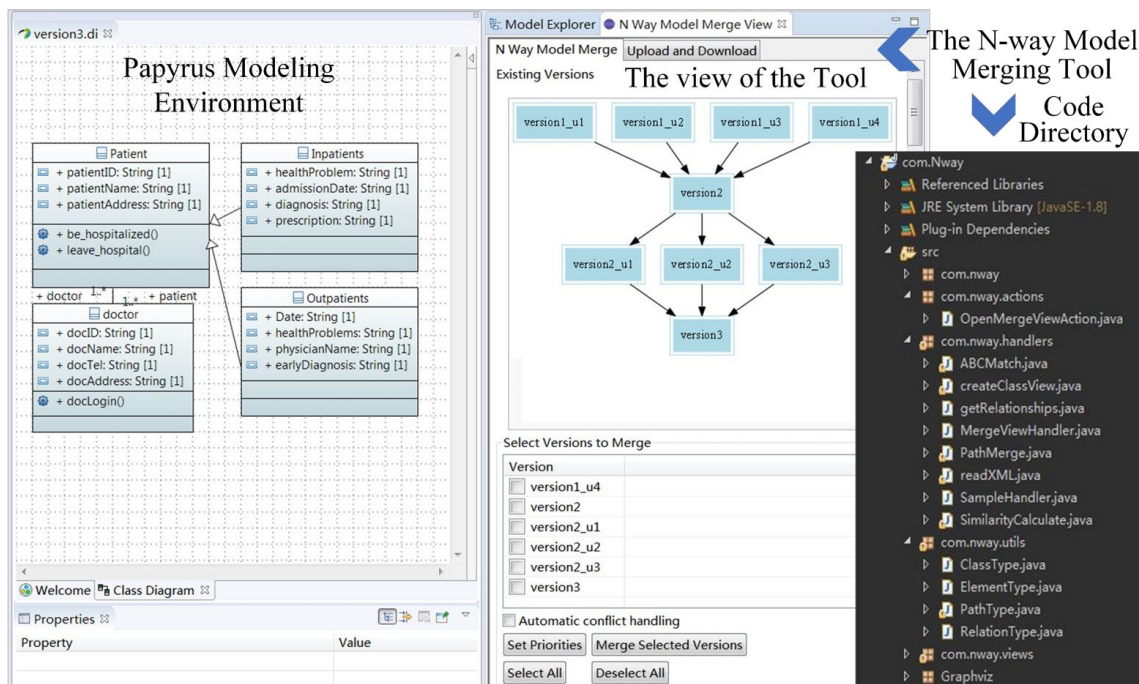 version3.di
Papyrus Modeling
Environment
Patient
+ patientID: String [1]
+ patientName: String [1]
+ patientAddress: String [1]
+ be_hospitalized()
+ leave_hospital()
Inpatients
+ healthProblem: String [1]
+ admissionDate: String [1]
+ diagnosis: String [1]
+ prescription: String [1]
+ doctor 1..*
1..* + patient
doctor
+ docID: String [1]
+ docName: String [1]
+ docTel: String [1]
+ docAddress: String [1]
+ docLogin()
Outpatients
+ Date: String [1]
+ healthProblems: String [1]
+ physicianName: String [1]
+ earlyDiagnosis: String [1]
Welcome Class Diagram
Properties
Property Value
Model Explorer N Way Model Merge View
N Way Model Merge Upload and Download
Existing Versions
The view of the Tool
version1_u1 version1_u2 version1_u3 version1_u4
version2
version2_u1 version2_u2 version2_u3
version3
Select Versions to Merge
Version
version1_u4
version2
version2_u1
version2_u2
version2_u3
version3
Automatic conflict handling
Set Priorities Merge Selected Versions
Select All Deselect All
The N-way Model
Merging Tool
Code
Directory
com.Nway
Referenced Libraries
JRE System Library [JavaSE-1.8]
Plug-in Dependencies
src
com.nway
com.nway.actions
OpenMergeViewAction.java
com.nway.handlers
ABCMatch.java
createClassView.java
getRelationships.java
MergeViewHandler.java
PathMerge.java
readXML.java
SampleHandler.java
SimilarityCalculate.java
com.nway.utils
ClassType.java
ElementType.java
PathType.java
RelationType.java
com.nway.views
Graphviz